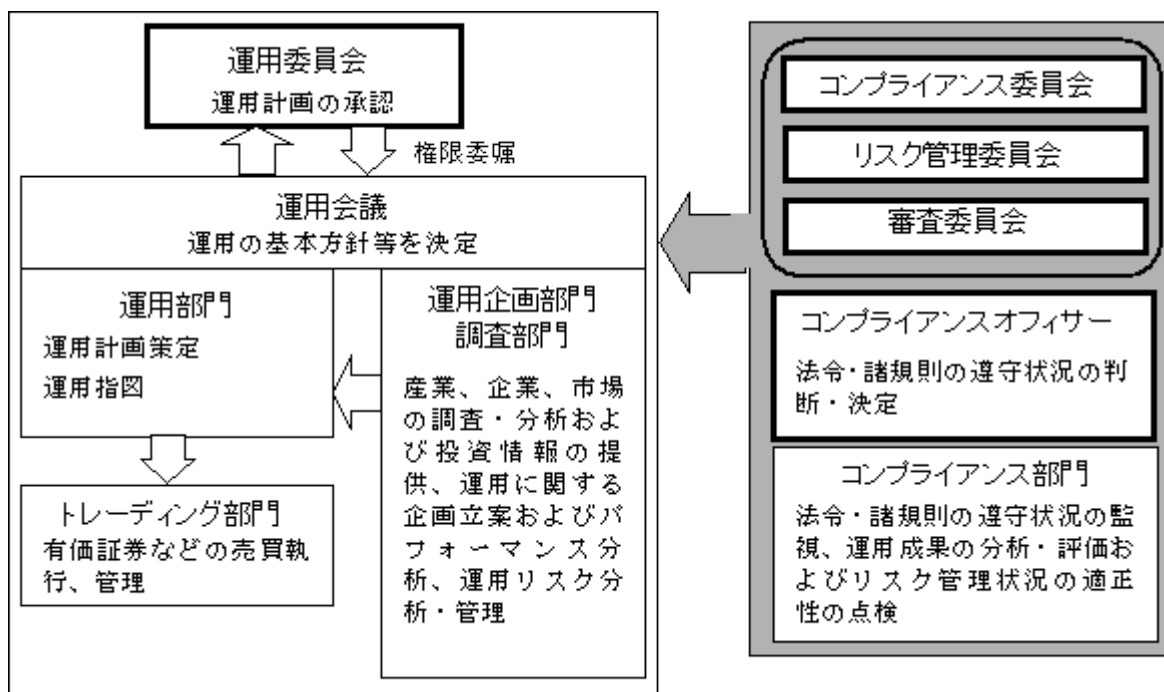 運用委員会
運用計画の承認
権限委嘱
運用会議
運用の基本方針等を決定
運用部門
運用計画策定
運用指図
運用企画部門
調査部門
産業、企業、市場
の調査・分析およ
び投資情報の提
供、運用に関する
企画立案およびパ
フォーマンス分
析、運用リスク分
析・管理
トレーディング部門
有価証券などの売買執
行、管理
コンプライアンス委員会
リスク管理委員会
審査委員会
コンプライアンスオフィサー
法令・諸規則の遵守状況の判
断・決定
コンプライアンス部門
法令・諸規則の遵守状況の監
視、運用成果の分析・評価お
よびリスク管理状況の適正
性の点検